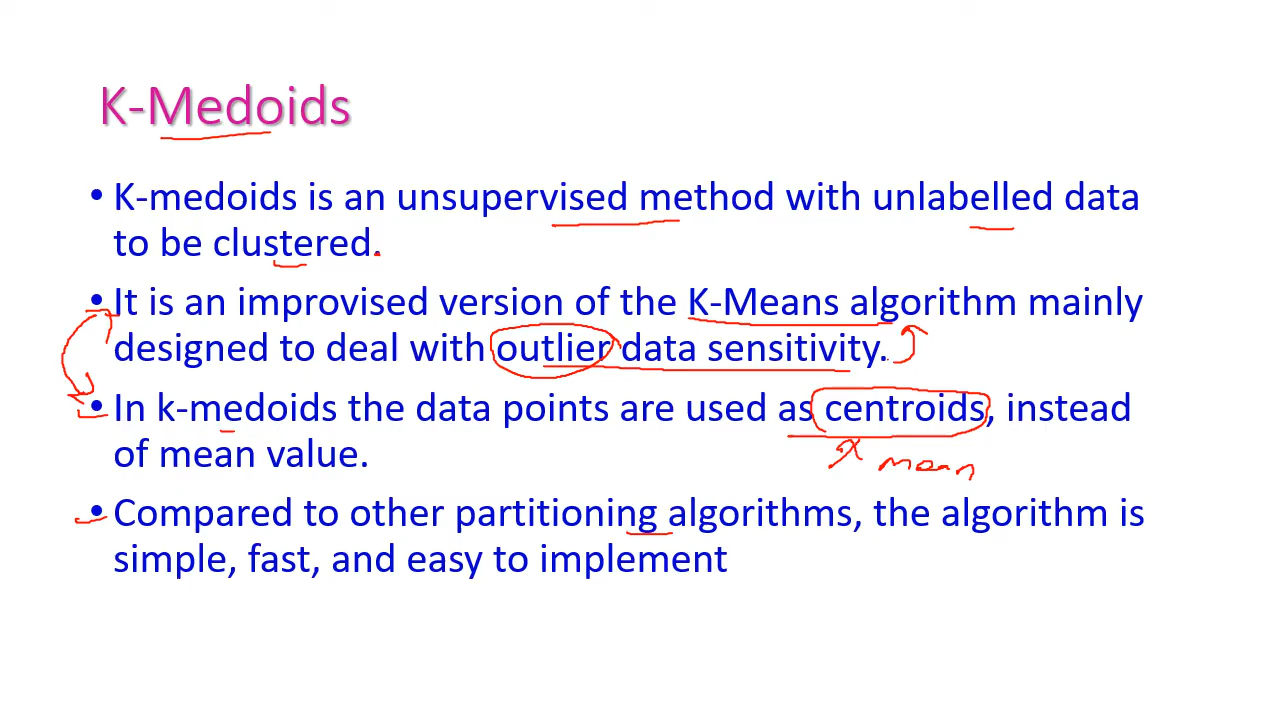 K-Medoids
• K-medoids is an unsupervised method with unlabelled data
to be clustered.
• It is an improvised version of the K-Means algorithm mainly
designed to deal with outlier data sensitivity.
• In k-medoids the data points are used as centroids, instead
of mean value.
mean
• Compared to other partitioning algorithms, the algorithm is
simple, fast, and easy to implement